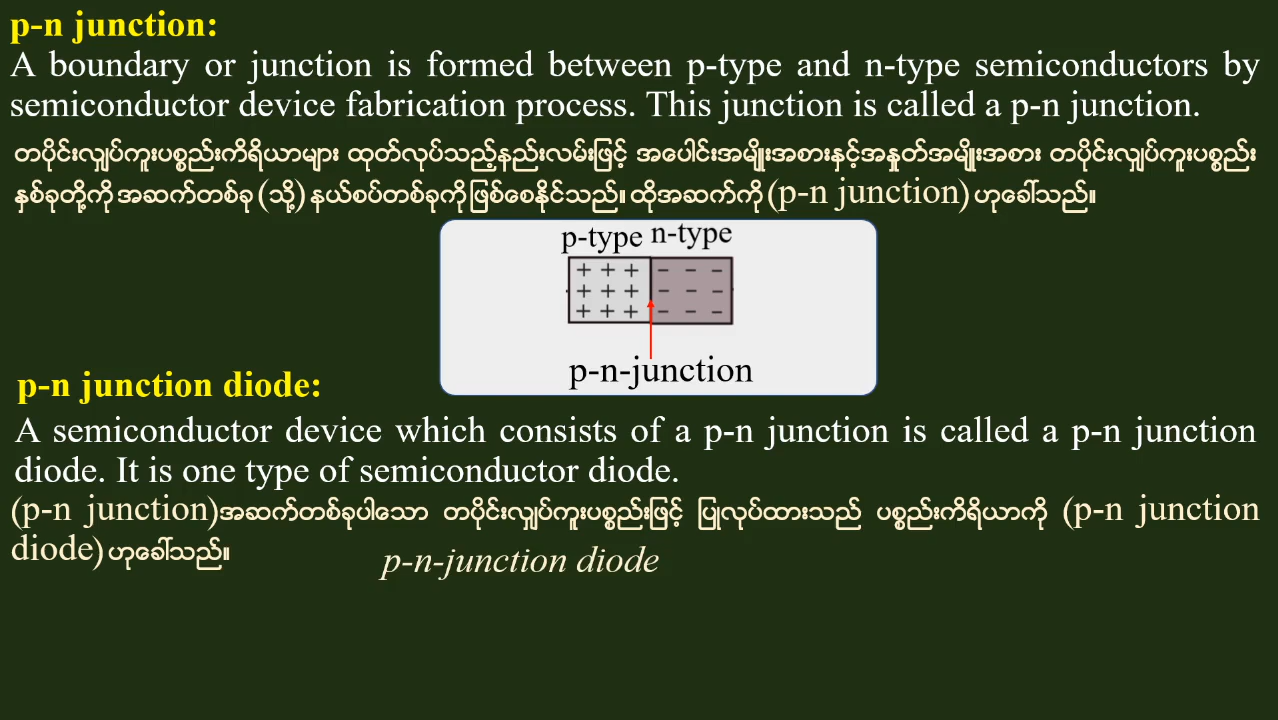 p-n junction:
A boundary or junction is formed between p-type and n-type semiconductors by
semiconductor device fabrication process. This junction is called a p-n junction.
တပိုင်းလျှပ်ကူးပစ္စည်းကိရိယာများ ထုတ်လုပ်သည့်နည်းလမ်းဖြင့် အပေါင်းအမျိုးအစားနှင့်အနှုတ်အမျိုးအစား တပိုင်းလျှပ်ကူးပစ္စည်း
နှစ်ခုတို့ကို အဆက်တစ်ခု (သို့) နယ်စပ်တစ်ခုကို ဖြစ်စေနိုင်သည်။ ထိုအဆက်ကို (p-n junction) ဟုခေါ်သည်။
p-type n-type
+ + + − − −
+ + + − − −
+ + + − − −
p-n-junction
p-n junction diode:
A semiconductor device which consists of a p-n junction is called a p-n junction
diode. It is one type of semiconductor diode.
(p-n junction)အဆက်တစ်ခုပါသော တပိုင်းလျှပ်ကူးပစ္စည်းဖြင့် ပြုလုပ်ထားသည် ပစ္စည်းကိရိယာကို (p-n junction
diode) ဟုခေါ်သည်။
p-n-junction diode